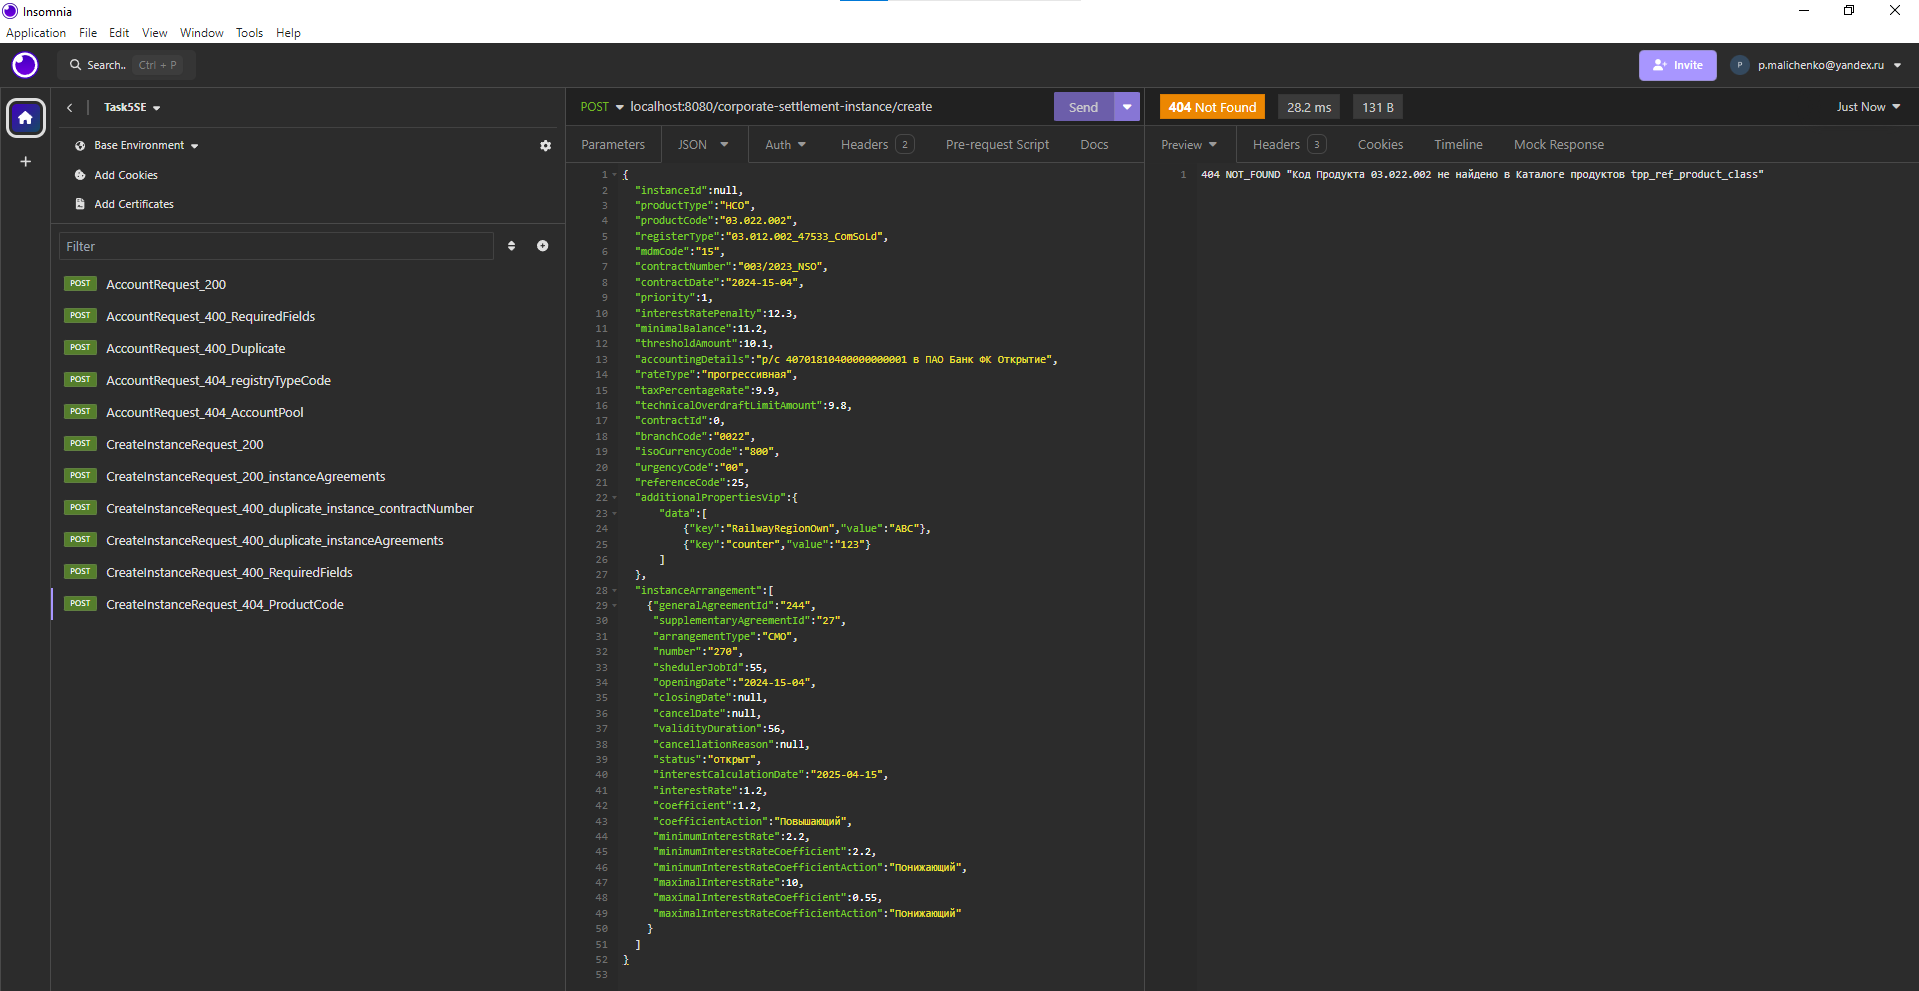 Insomnia
Application File Edit View Window Tools Help
Search.. Ctrl + P
Invite
P p.malichenko@yandex.ru
Task5SE
Base Environment
Add Cookies
Add Certificates
Filter
POST AccountRequest_200
POST AccountRequest_400_RequiredFields
POST AccountRequest_400_Duplicate
POST AccountRequest_404_registryTypeCode
POST AccountRequest_404_AccountPool
POST CreateInstanceRequest_200
POST CreateInstanceRequest_200_instanceAgreements
POST CreateInstanceRequest_400_duplicate_instance_contractNumber
POST CreateInstanceRequest_400_duplicate_instanceAgreements
POST CreateInstanceRequest_400_RequiredFields
POST CreateInstanceRequest_404_ProductCode
POST localhost:8080/corporate-settlement-instance/create Send
Parameters JSON Auth Headers 2 Pre-request Script Docs
1 {
2 "instanceId":null,
3 "productType":"НСО",
4 "productCode":"03.022.002",
5 "registerType":"03.012.002_47533_ComSoLd",
6 "mdmCode":"15",
7 "contractNumber":"003/2023_NSO",
8 "contractDate":"2024-15-04",
9 "priority":1,
10 "interestRatePenalty":12.3,
11 "minimalBalance":11.2,
12 "thresholdAmount":10.1,
13 "accountingDetails":"р/с 40701810400000000001 в ПАО Банк ФК Открытие",
14 "rateType":"прогрессивная",
15 "taxPercentageRate":9.9,
16 "technicalOverdraftLimitAmount":9.8,
17 "contractId":0,
18 "branchCode":"0022",
19 "isoCurrencyCode":"800",
20 "urgencyCode":"00",
21 "referenceCode":25,
22 "additionalPropertiesVip":{
23 "data":[
24 {"key":"RailwayRegionOwn","value":"ABC"},
25 {"key":"counter","value":"123"}
26 ]
27 },
28 "instanceArrangement":[
29 {"generalAgreementId":"244",
30 "supplementaryAgreementId":"27",
31 "arrangementType":"СМО",
32 "number":"270",
33 "shedulerJobId":55,
34 "openingDate":"2024-15-04",
35 "closingDate":null,
36 "cancelDate":null,
37 "validityDuration":56,
38 "cancellationReason":null,
39 "status":"открыт",
40 "interestCalculationDate":"2025-04-15",
41 "interestRate":1.2,
42 "coefficient":1.2,
43 "coefficientAction":"Повышающий",
44 "minimumInterestRate":2.2,
45 "minimumInterestRateCoefficient":2.2,
46 "minimumInterestRateCoefficientAction":"Понижающий",
47 "maximalInterestRate":10,
48 "maximalInterestRateCoefficient":0.55,
49 "maximalInterestRateCoefficientAction":"Понижающий"
50 }
51 ]
52 }
53
404 Not Found 28.2 ms 131 B Just Now
Preview Headers 3 Cookies Timeline Mock Response
1 404 NOT_FOUND "Код Продукта 03.022.002 не найдено в Каталоге продуктов tpp_ref_product_class"